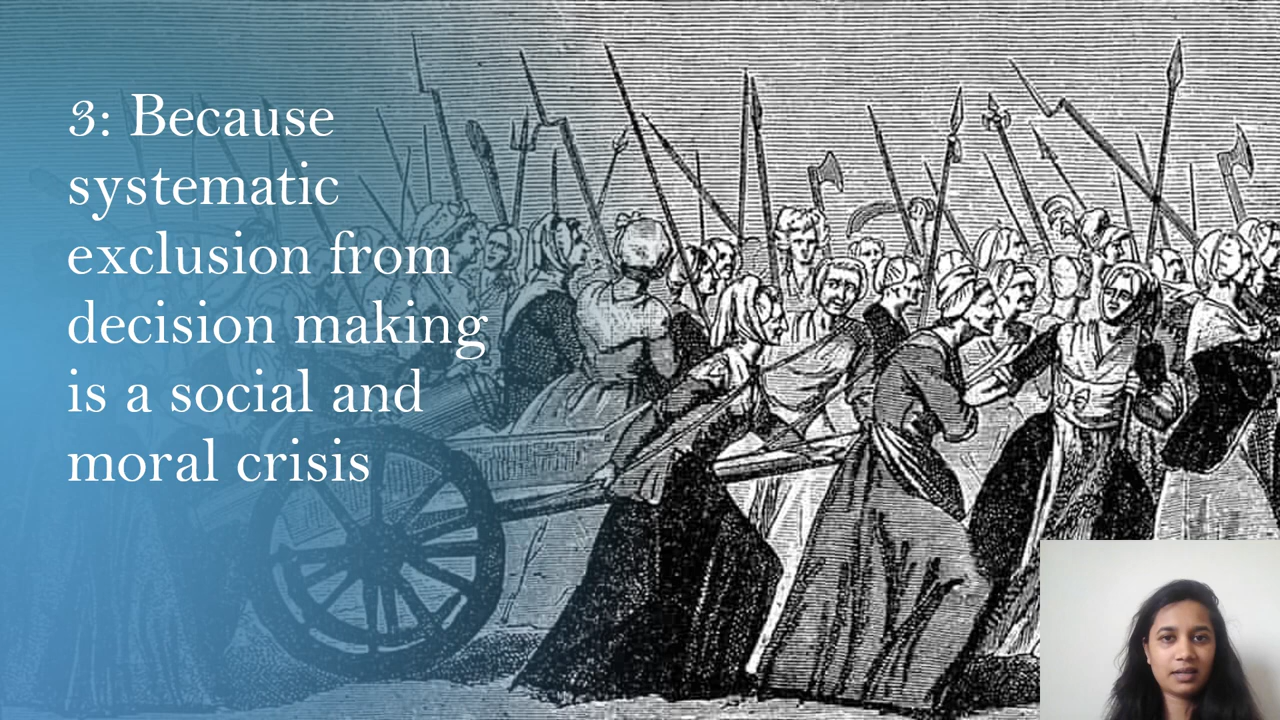 3: Because
systematic
exclusion from
decision making
is a social and
moral crisis